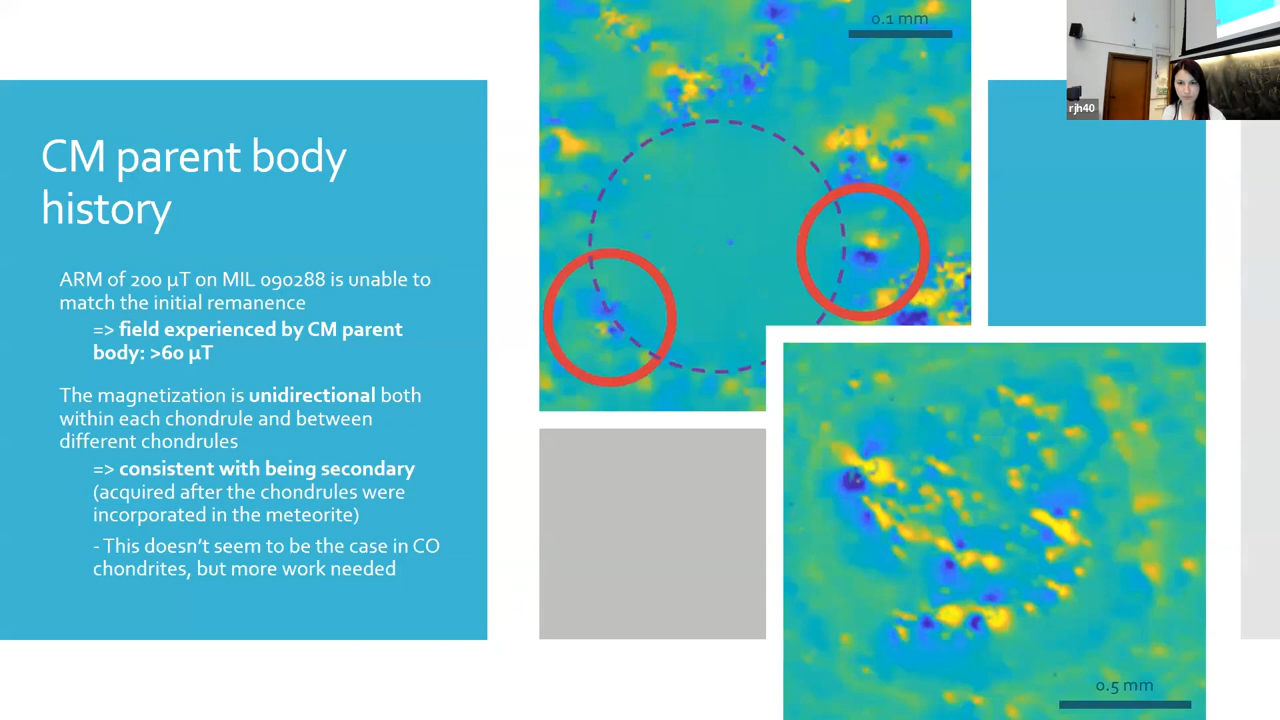 CM parent body
history
ARM of 200 µT on MIL 090288 is unable to
match the initial remanence
=> field experienced by CM parent
body: >60 µT
The magnetization is unidirectional both
within each chondrule and between
different chondrules
=> consistent with being secondary
(acquired after the chondrules were
incorporated in the meteorite)
- This doesn't seem to be the case in CO
chondrites, but more work needed
0.1 mm
rjh40
0.5 mm